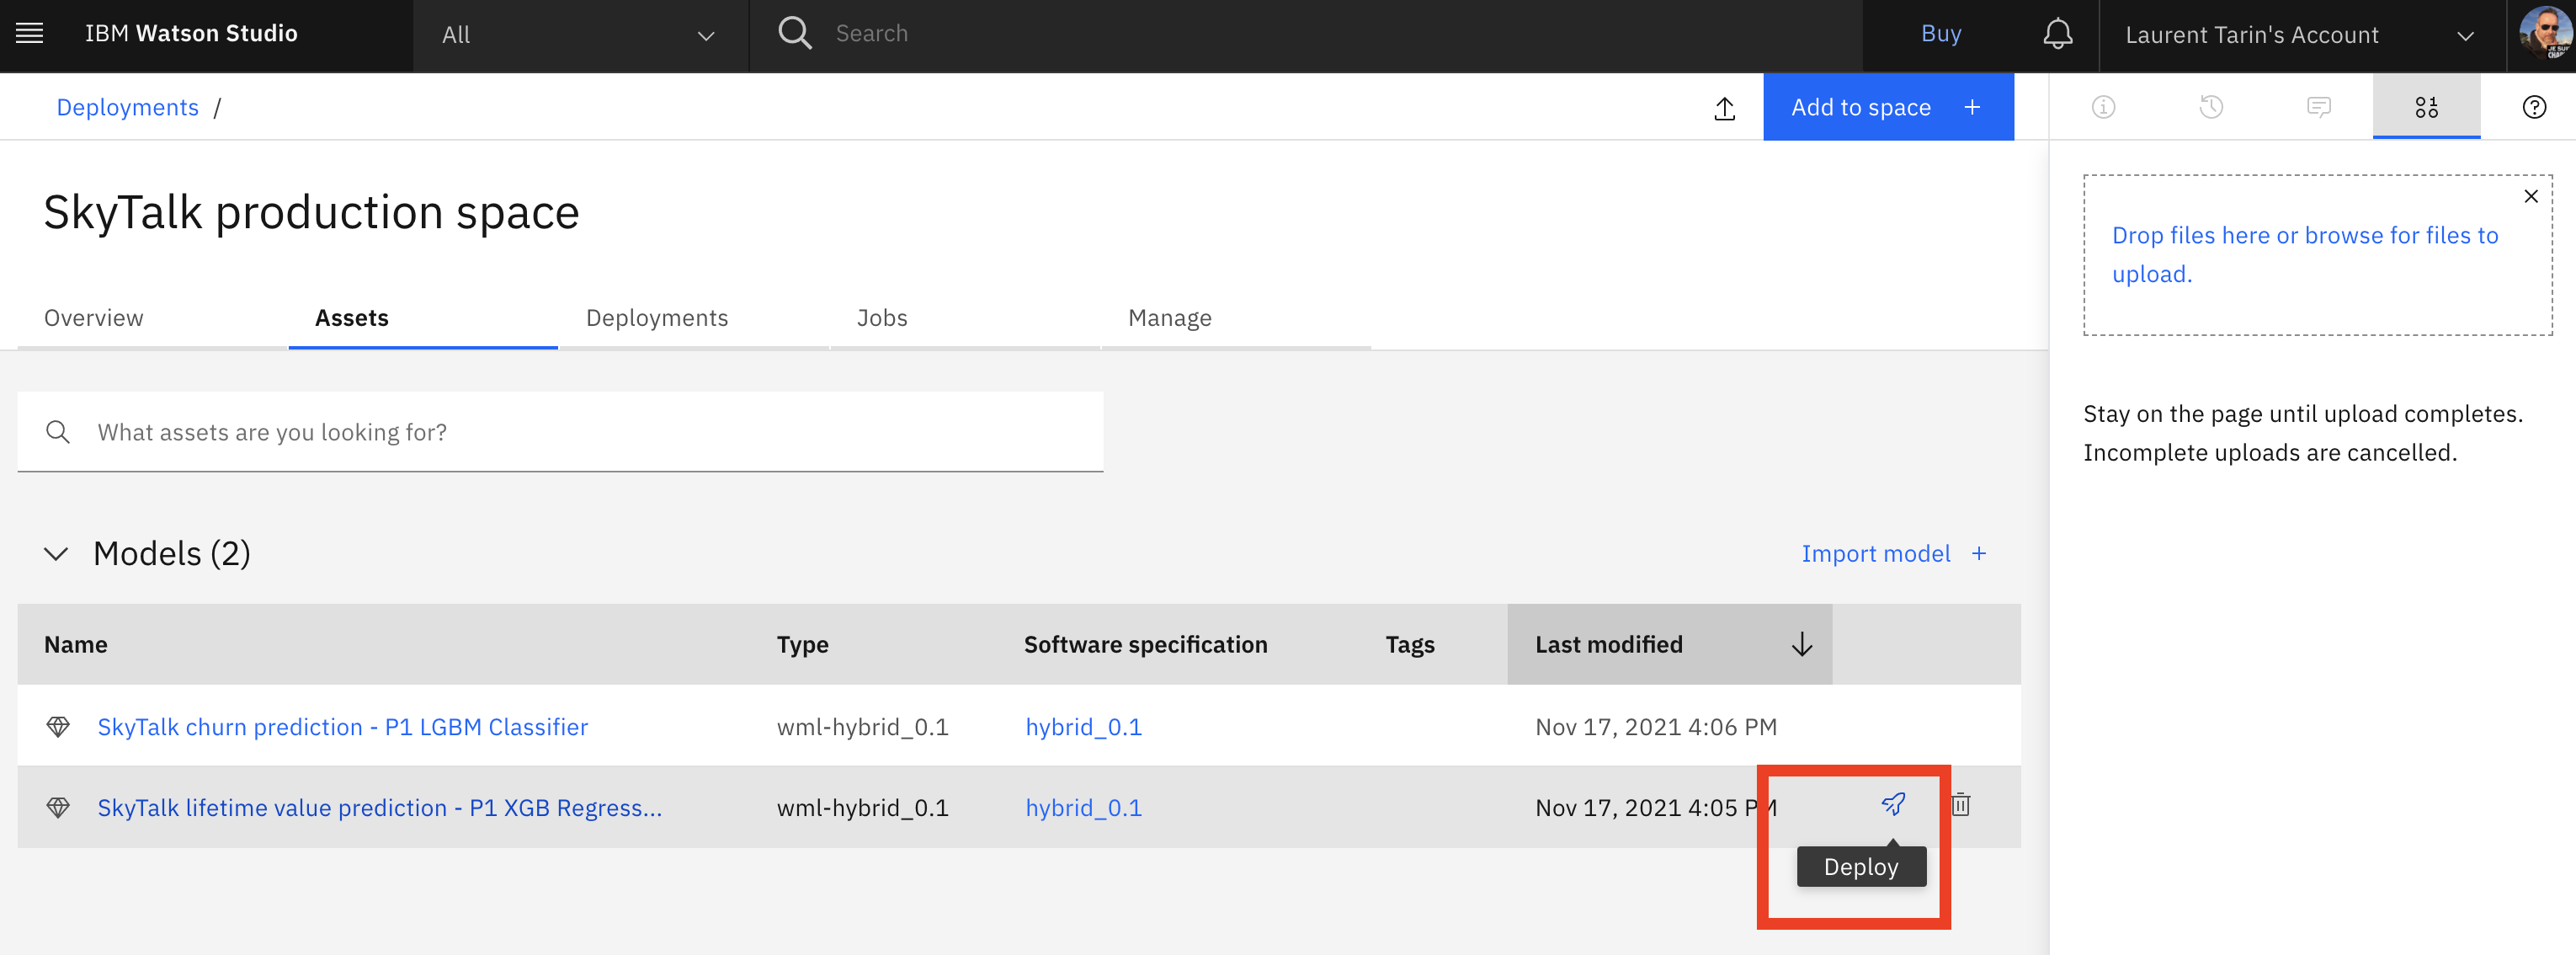 IBM Watson Studio
All
Search
Buy
Laurent Tarin's Account
Deployments /
Add to space +
SkyTalk production space
Overview
Assets
Deployments
Jobs
Manage
What assets are you looking for?
Models (2)
Import model +
Name
Type
Software specification
Tags
Last modified
SkyTalk churn prediction - P1 LGBM Classifier
wml-hybrid_0.1
hybrid_0.1
Nov 17, 2021 4:06 PM
SkyTalk lifetime value prediction - P1 XGB Regress...
wml-hybrid_0.1
hybrid_0.1
Nov 17, 2021 4:05 PM
Deploy
Drop files here or browse for files to
upload.
Stay on the page until upload completes.
Incomplete uploads are cancelled.